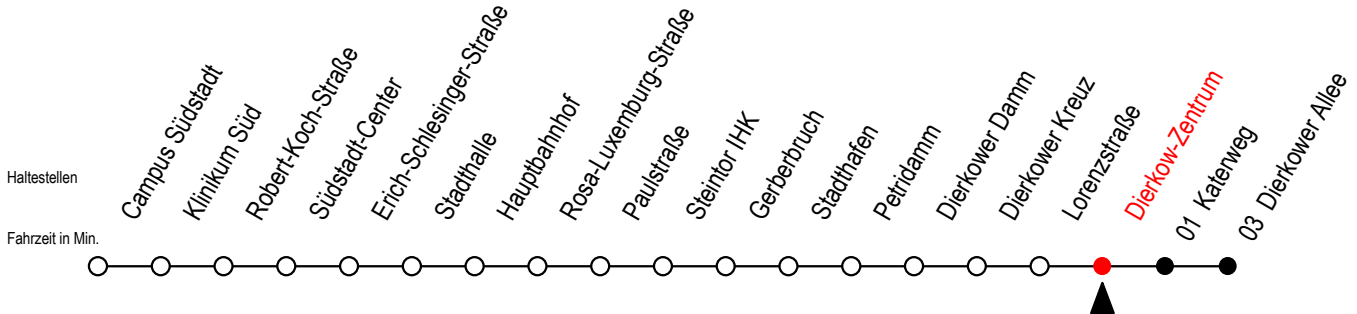 Haltestellen
Fahrzeit in Min.
Campus Südstadt
Klinikum Süd
Robert-Koch-Straße
Südstadt-Center
Erich-Schlesinger-Straße
Stadthalle
Hauptbahnhof
Rosa-Luxemburg-Straße
Paulstraße
Steintor IHK
Gerberbruch
Stadthafen
Petridamm
Dierkower Damm
Dierkower Kreuz
Lorenzstraße
Dierkow-Zentrum
01 Katerweg
03 Dierkower Allee